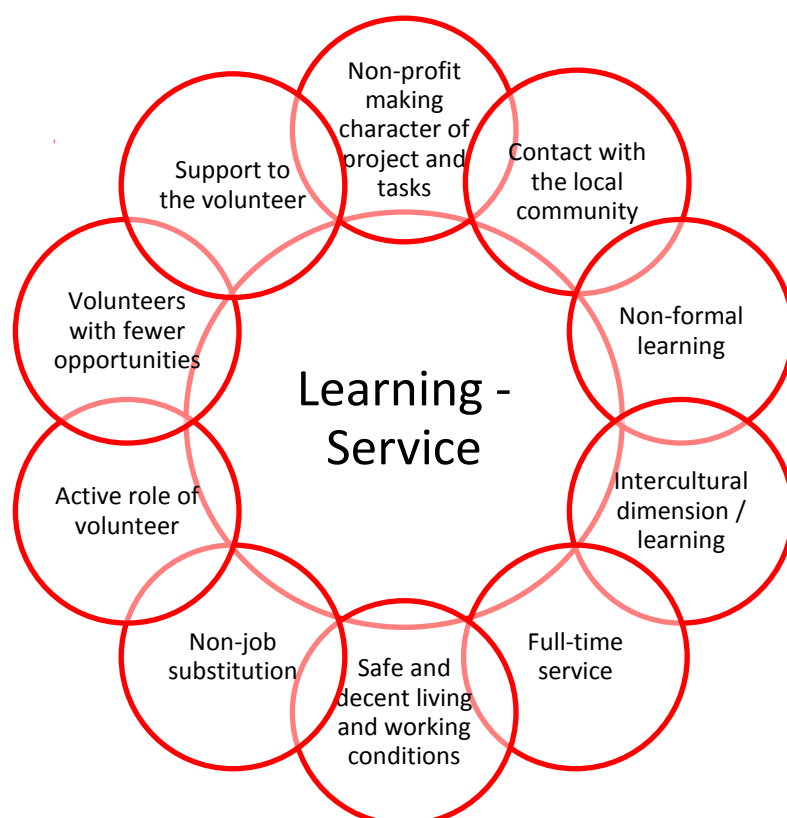 Non-profit
making
character of
project and
tasks
Contact with
the local
community
Non-formal
learning
Intercultural
dimension /
learning
Full-time
service
Safe and
decent living
and working
conditions
Non-job
substitution
Active role of
volunteer
Volunteers
with fewer
opportunities
Support to
the volunteer
Learning -
Service